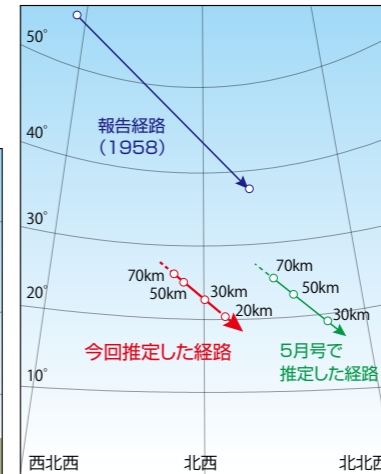 50°
報告経路
(1958)
40°
30°
70km
50km
30km
20km
70km
50km
30km
20°
今回推定した経路
5月号で
推定した経路
10°
西北西
北西
北北西